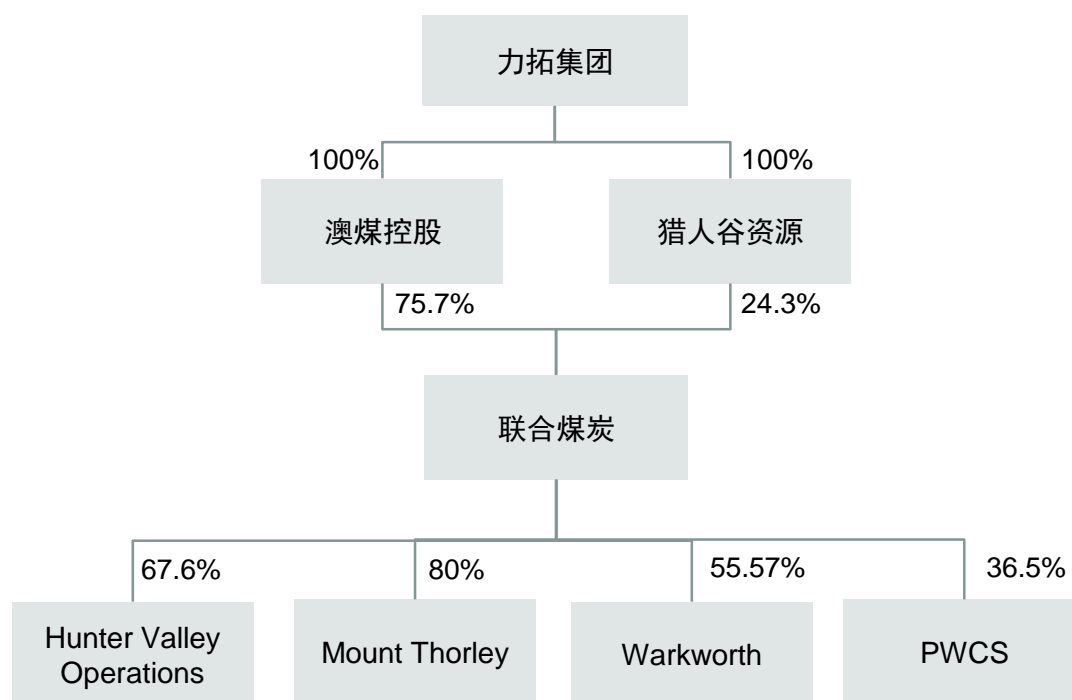 力拓集团
100%
100%
澳煤控股
猎人谷资源
75.7%
24.3%
联合煤炭
67.6%
80%
55.57%
36.5%
Hunter Valley
Operations
Mount Thorley
Warkworth
PWCS